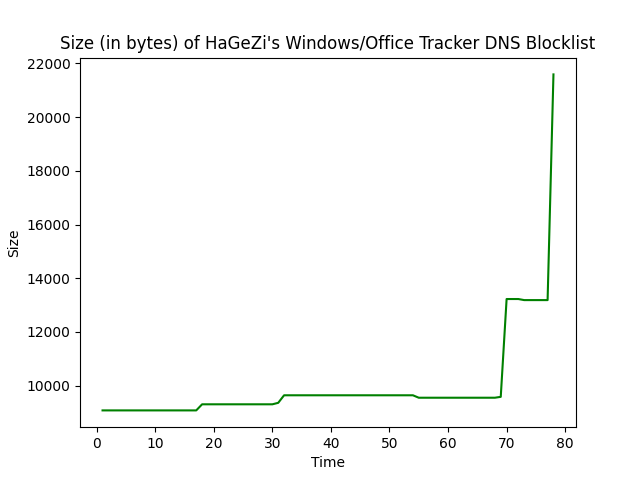 Size (in bytes) of HaGeZi's Windows/Office Tracker DNS Blocklist
22000
20000
18000
16000
14000
12000
10000
Size
0 10 20 30 40 50 60 70 80
Time